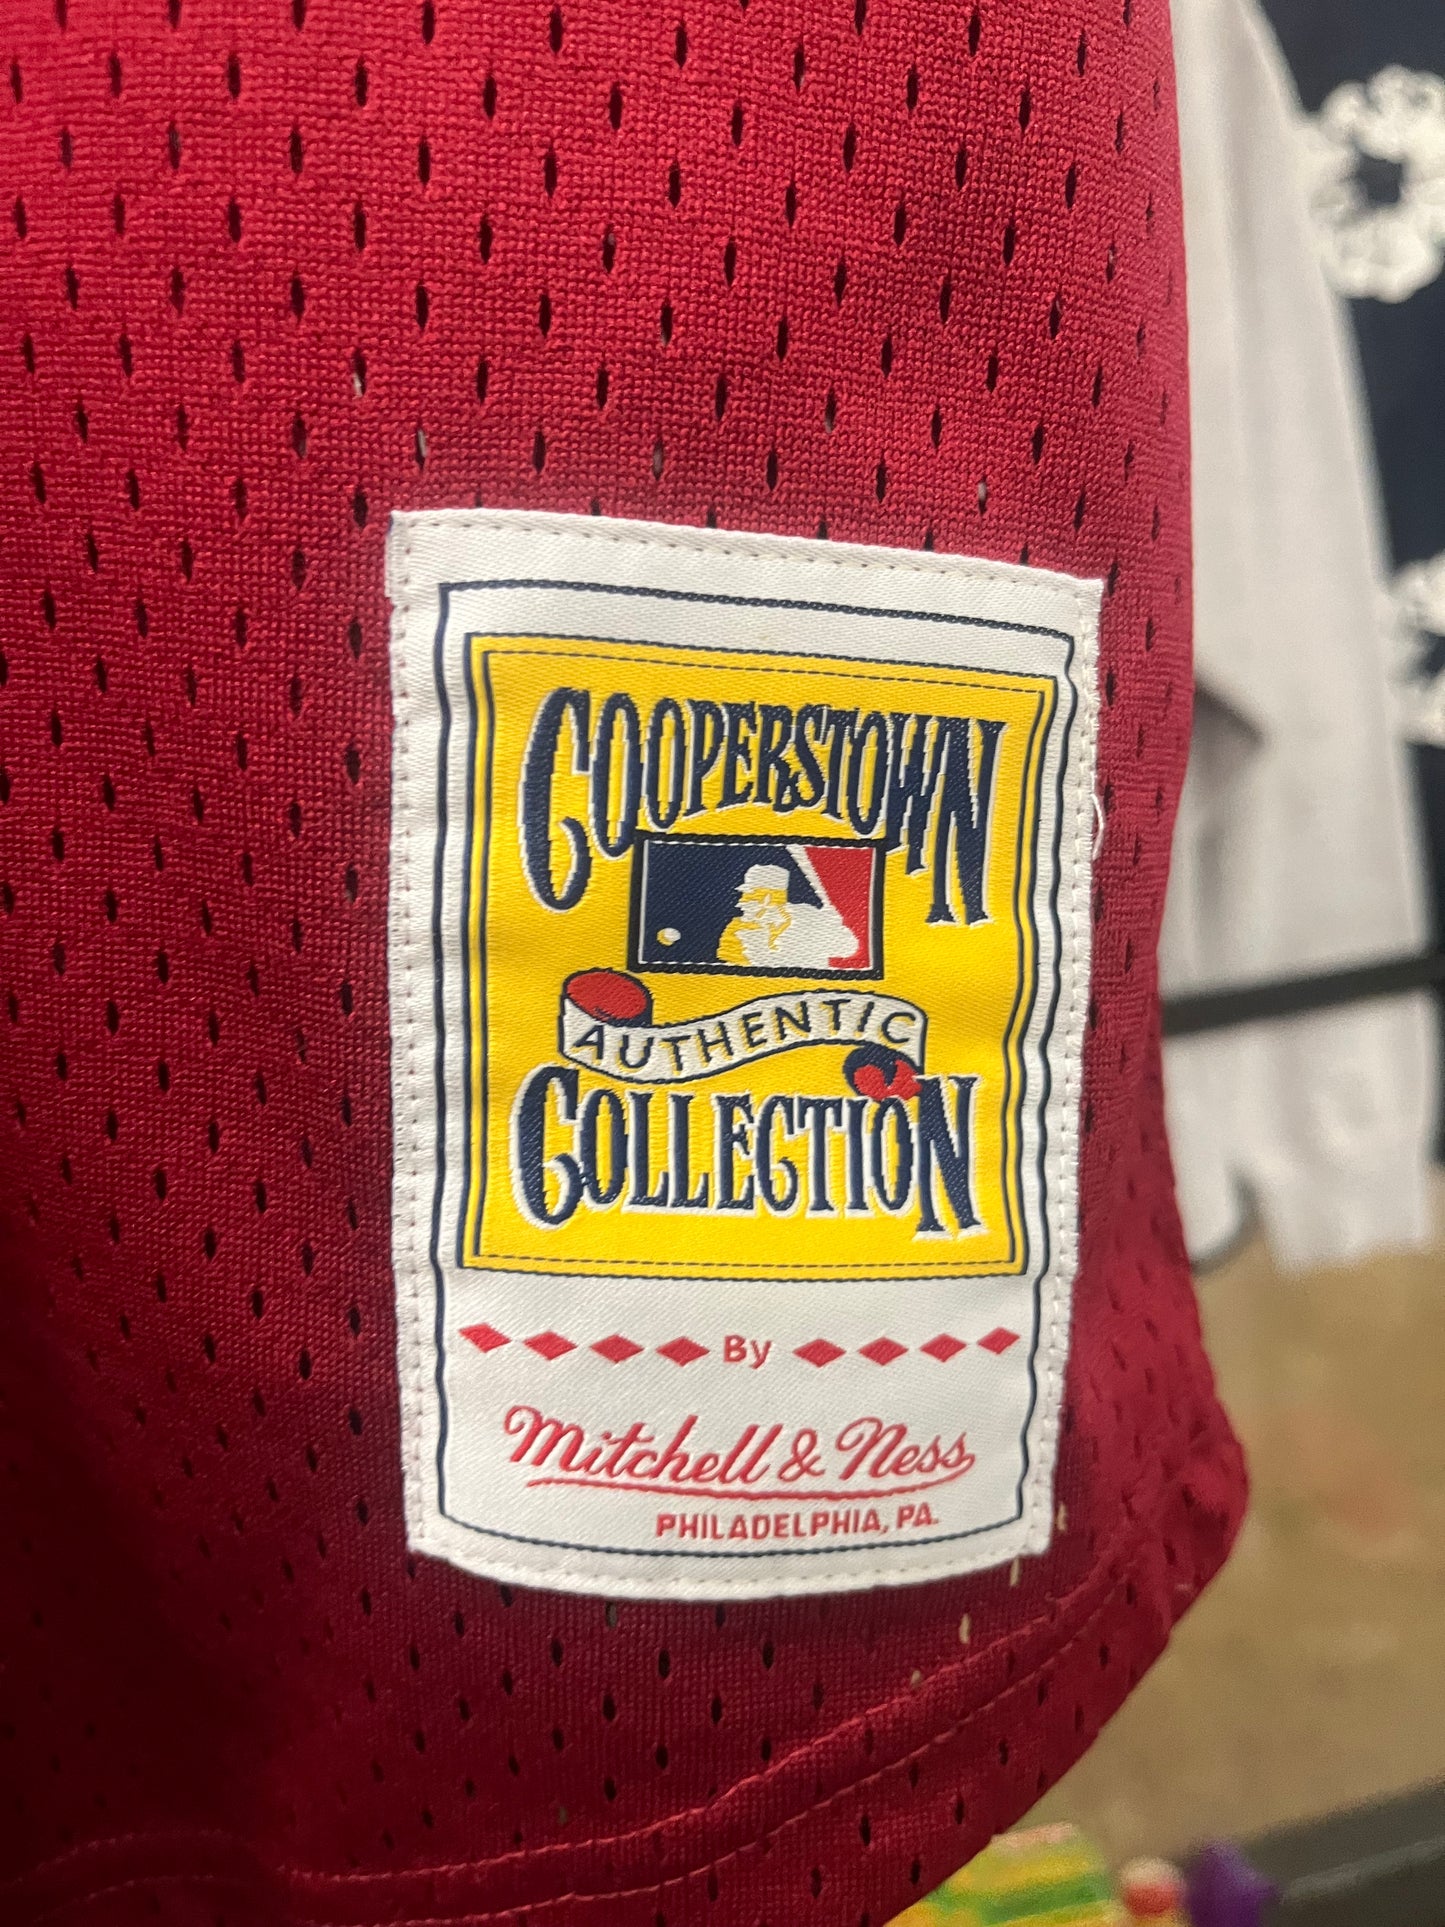 COOPERSTOWN
AUTHENTIC
COLLECTION
By
Mitchell & Ness
PHILADELPHIA, PA.